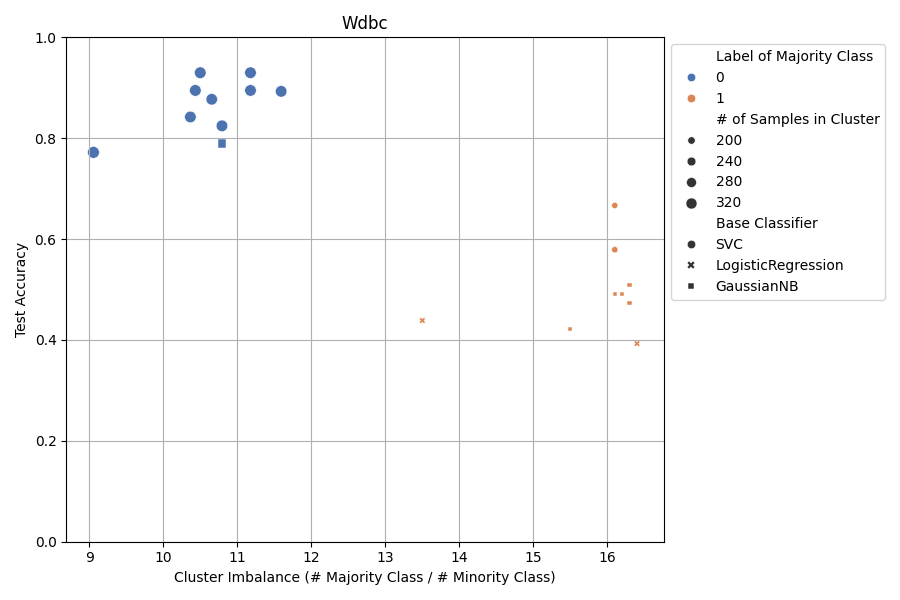 Wdbc
1.0
0.8
0.6
0.4
0.2
0.0
Test Accuracy
9 10 11 12 13 14 15 16
Cluster Imbalance (# Majority Class / # Minority Class)
Label of Majority Class
0
1
# of Samples in Cluster
200
240
280
320
Base Classifier
SVC
LogisticRegression
GaussianNB